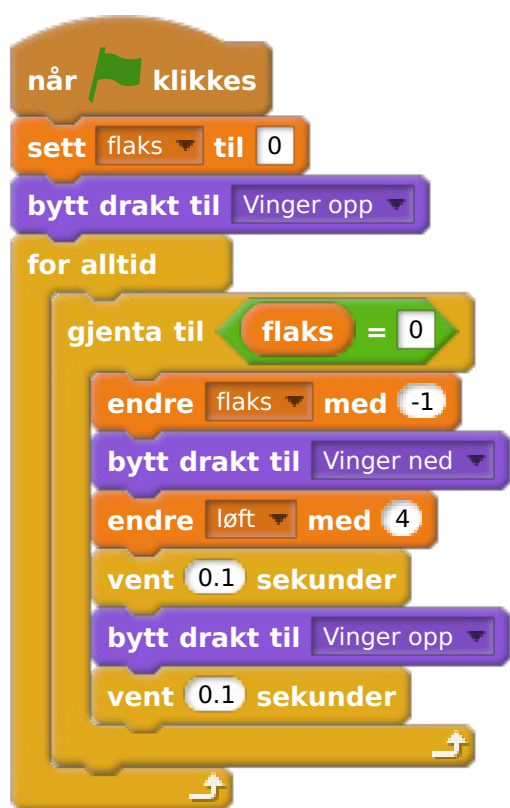 når klikkes
sett flaks til 0
bytt drakt til Vinger opp
for alltid
gjenta til flaks = 0
endre flaks med -1
bytt drakt til Vinger ned
endre løft med 4
vent 0.1 sekunder
bytt drakt til Vinger opp
vent 0.1 sekunder